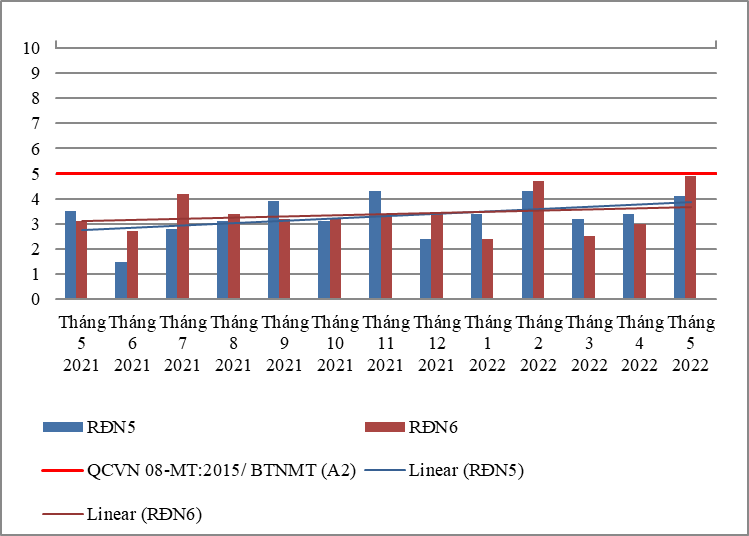 10
9
8
7
6
5
4
3
2
1
0
Tháng Tháng Tháng Tháng Tháng Tháng Tháng Tháng Tháng Tháng Tháng Tháng Tháng
5 6 7 8 9 10 11 12 1 2 3 4 5
2021 2021 2021 2021 2021 2021 2021 2021 2022 2022 2022 2022 2022
RĐN5 RĐN6
QCVN 08-MT:2015/ BTNMT (A2) Linear (RĐN5)
Linear (RĐN6)